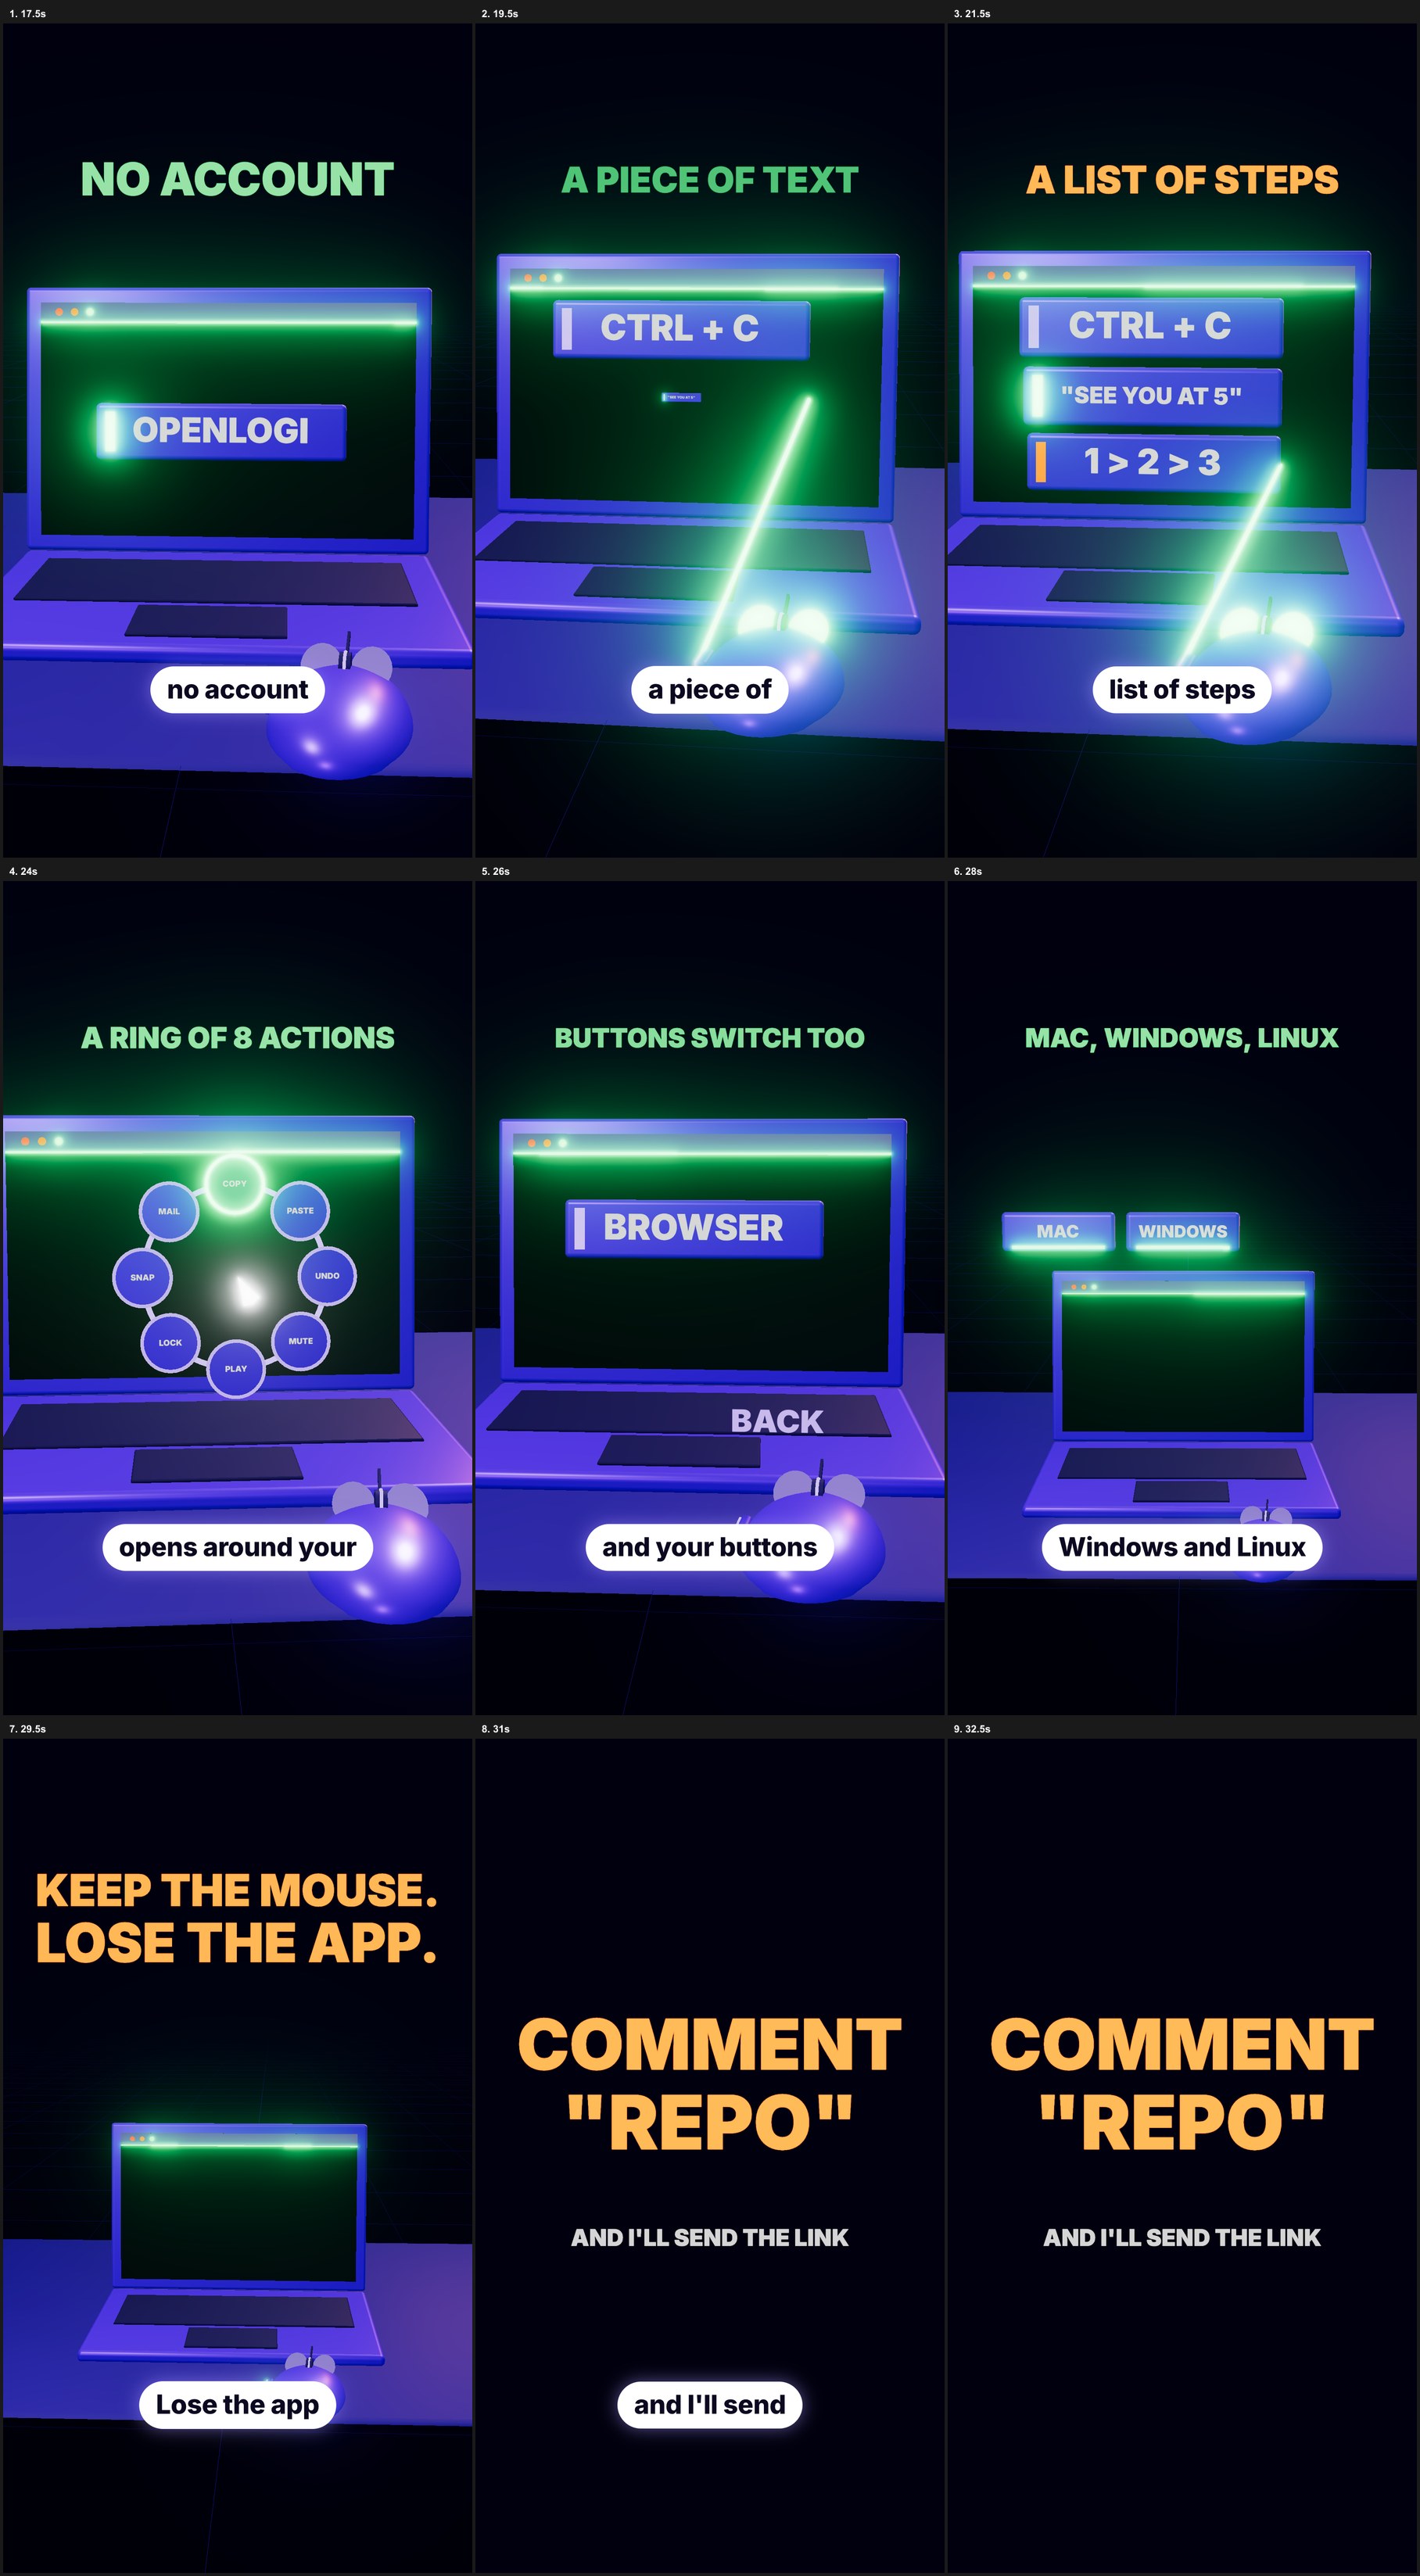 1. 17.5s
NO ACCOUNT
OPENLOGI
no account
2. 19.5s
A PIECE OF TEXT
CTRL + C
"SEE YOU AT 5"
a piece of
3. 21.5s
A LIST OF STEPS
CTRL + C
"SEE YOU AT 5"
1 > 2 > 3
list of steps
4. 24s
A RING OF 8 ACTIONS
COPY
MAIL
PASTE
SNAP
UNDO
LOCK
MUTE
PLAY
opens around your
5. 26s
BUTTONS SWITCH TOO
BROWSER
BACK
and your buttons
6. 28s
MAC, WINDOWS, LINUX
MAC
WINDOWS
Windows and Linux
7. 29.5s
KEEP THE MOUSE.
LOSE THE APP.
Lose the app
8. 31s
COMMENT
"REPO"
AND I'LL SEND THE LINK
and I'll send
9. 32.5s
COMMENT
"REPO"
AND I'LL SEND THE LINK